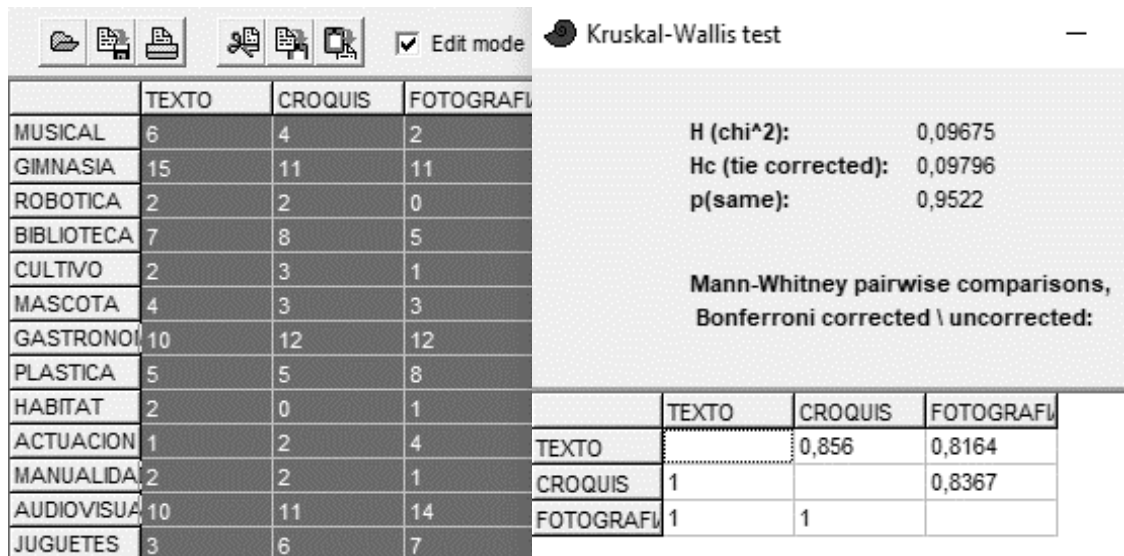 Edit mode
TEXTO CROQUIS FOTOGRAFI
MUSICAL 6 4 2
GIMNASIA 15 11 11
ROBOTICA 2 2 0
BIBLIOTECA 7 8 5
CULTIVO 2 3 1
MASCOTA 4 3 3
GASTRONO 10 12 12
PLASTICA 5 5 8
HABITAT 2 0 1
ACTUACION 1 2 4
MANUALIDA 2 2 1
AUDIOVISUA 10 11 14
JUGUETES 3 6 7
Kruskal-Wallis test
H (chi^2): 0,09675
Hc (tie corrected): 0,09796
p(same): 0,9522
Mann-Whitney pairwise comparisons,
Bonferroni corrected \ uncorrected:
TEXTO CROQUIS FOTOGRAFI
TEXTO 0,856 0,8164
CROQUIS 1 0,8367
FOTOGRAFI 1 1